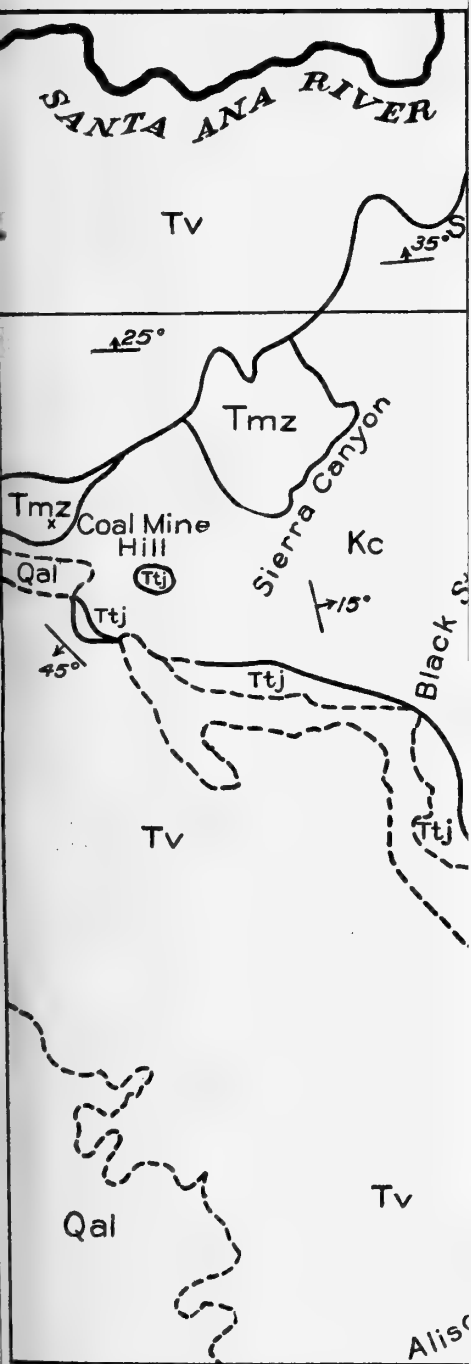 SANTA ANA RIVER
Tv
35°
S
25°
Tmz
Sierra Canyon
Tmz
x
Coal Mine
Hill
Kc
Qal
Ttj
15°
Ttj
45°
Ttj
Black S
Tv
Ttj
Tv
Qal
Aliso